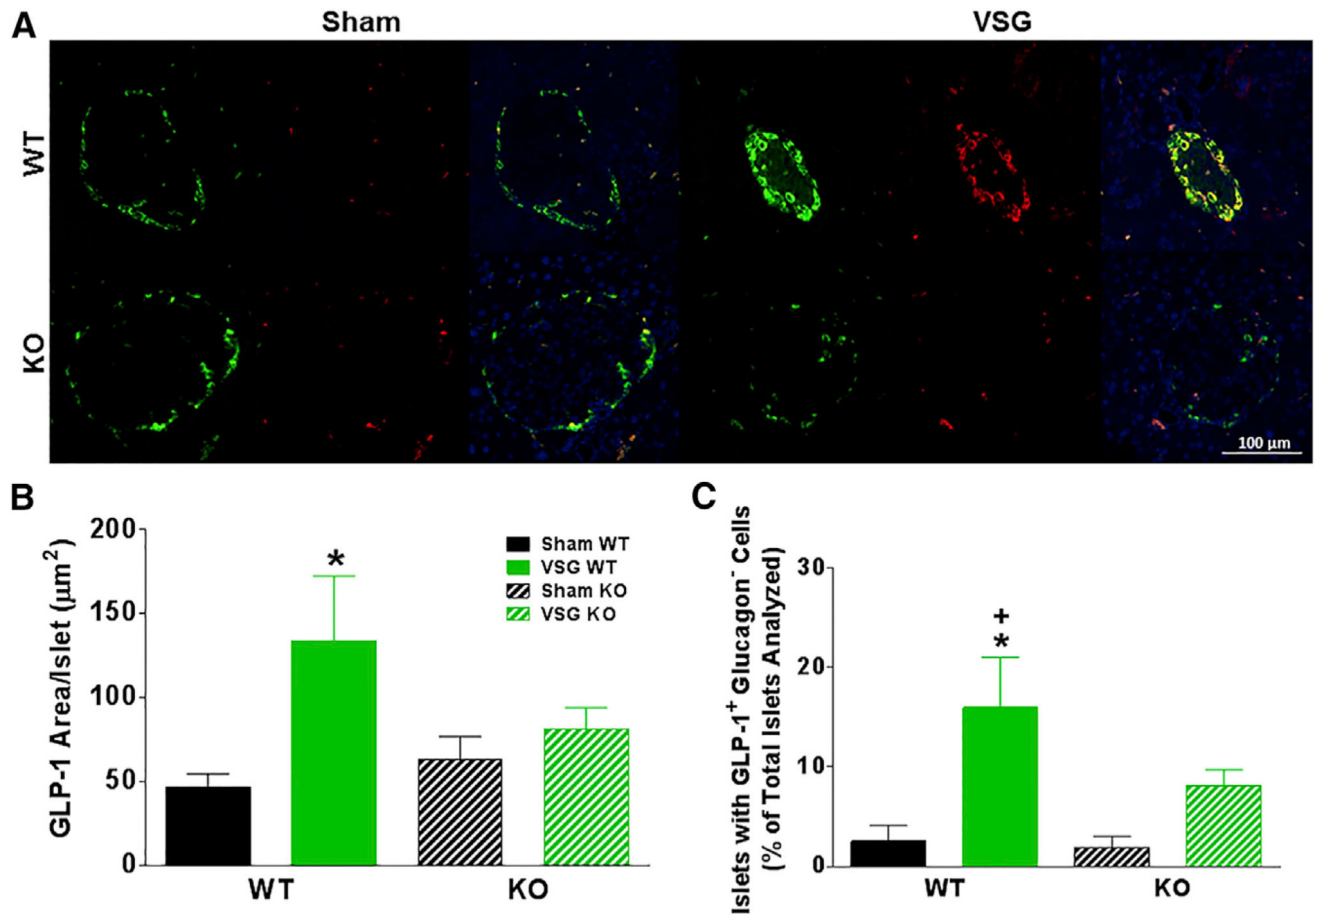 A
Sham
VSG
WT
KO
100 μm
B
GLP-1 Area/Islet (μm²)
200
150
100
50
0
*
Sham WT
VSG WT
Sham KO
VSG KO
WT
KO
C
Islets with GLP-1⁺ Glucagon⁻ Cells
(% of Total Islets Analyzed)
30
20
10
0
+
*
WT
KO